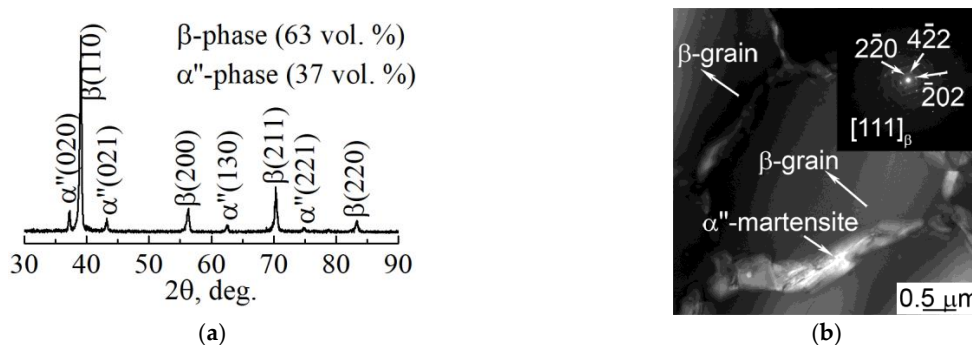 β-phase (63 vol. %)
α"-phase (37 vol. %)
α"(020)
β(110)
α"(021)
β(200)
α"(130)
β(211)
α"(221)
β(220)
30 40 50 60 70 80 90
2θ, deg.
(a)
β-grain
22̄0
42̄2
2̄02
[111]β
β-grain
α"-martensite
0.5 μm
(b)